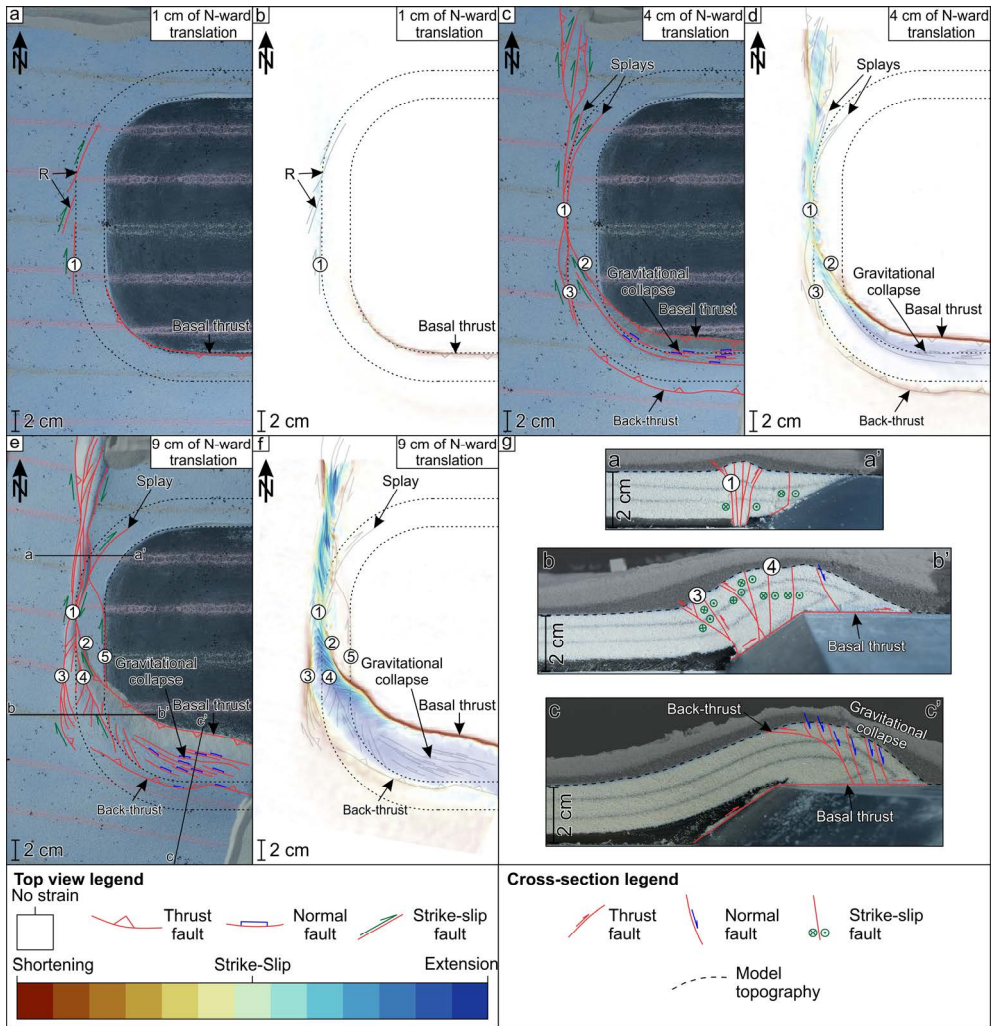 a
1 cm of N-ward
translation
N
R
1
Basal thrust
2 cm
b
1 cm of N-ward
translation
N
R
1
Basal thrust
2 cm
c
4 cm of N-ward
translation
N
Splays
1
2
Gravitational
collapse
3
Basal thrust
Back-thrust
2 cm
d
4 cm of N-ward
translation
N
Splays
1
2
Gravitational
collapse
3
Basal thrust
Back-thrust
2 cm
e
9 cm of N-ward
translation
N
Splay
a
a'
1
2
5
3
4
Gravitational
collapse
Basal thrust
b
b'
c'
Back-thrust
2 cm
c
f
9 cm of N-ward
translation
N
Splay
1
2
5
3
4
Gravitational
collapse
Basal thrust
Back-thrust
2 cm
g
a
a'
1
2 cm
b
b'
4
3
2 cm
Basal thrust
c
c'
Back-thrust
Gravitational
collapse
2 cm
Basal thrust
Top view legend
No strain
Thrust
fault
Normal
fault
Strike-slip
fault
Shortening
Strike-Slip
Extension
Cross-section legend
Thrust
fault
Normal
fault
Strike-slip
fault
Model
topography